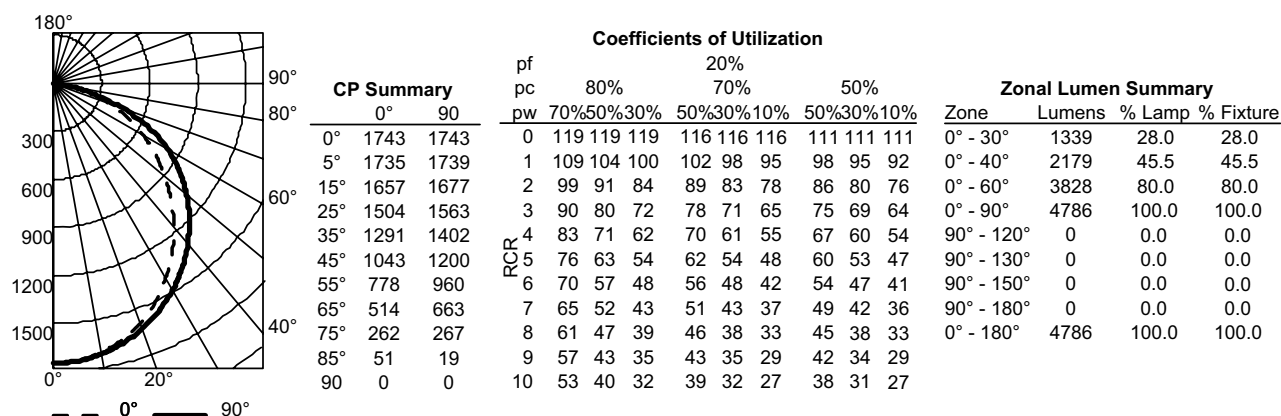 180°
90°
80°
300
600
60°
900
1200
1500
40°
0° 20°
0° 90°
CP Summary
0° 90
0° 1743 1743
5° 1735 1739
15° 1657 1677
25° 1504 1563
35° 1291 1402
45° 1043 1200
55° 778 960
65° 514 663
75° 262 267
85° 51 19
90 0 0
Coefficients of Utilization
pf 20%
pc 80% 70% 50%
pw 70%50%30% 50%30%10% 50%30%10%
RCR
0 119 119 119 116 116 116 111 111 111
1 109 104 100 102 98 95 98 95 92
2 99 91 84 89 83 78 86 80 76
3 90 80 72 78 71 65 75 69 64
4 83 71 62 70 61 55 67 60 54
5 76 63 54 62 54 48 60 53 47
6 70 57 48 56 48 42 54 47 41
7 65 52 43 51 43 37 49 42 36
8 61 47 39 46 38 33 45 38 33
9 57 43 35 43 35 29 42 34 29
10 53 40 32 39 32 27 38 31 27
Zonal Lumen Summary
Zone Lumens % Lamp % Fixture
0° - 30° 1339 28.0 28.0
0° - 40° 2179 45.5 45.5
0° - 60° 3828 80.0 80.0
0° - 90° 4786 100.0 100.0
90° - 120° 0 0.0 0.0
90° - 130° 0 0.0 0.0
90° - 150° 0 0.0 0.0
90° - 180° 0 0.0 0.0
0° - 180° 4786 100.0 100.0